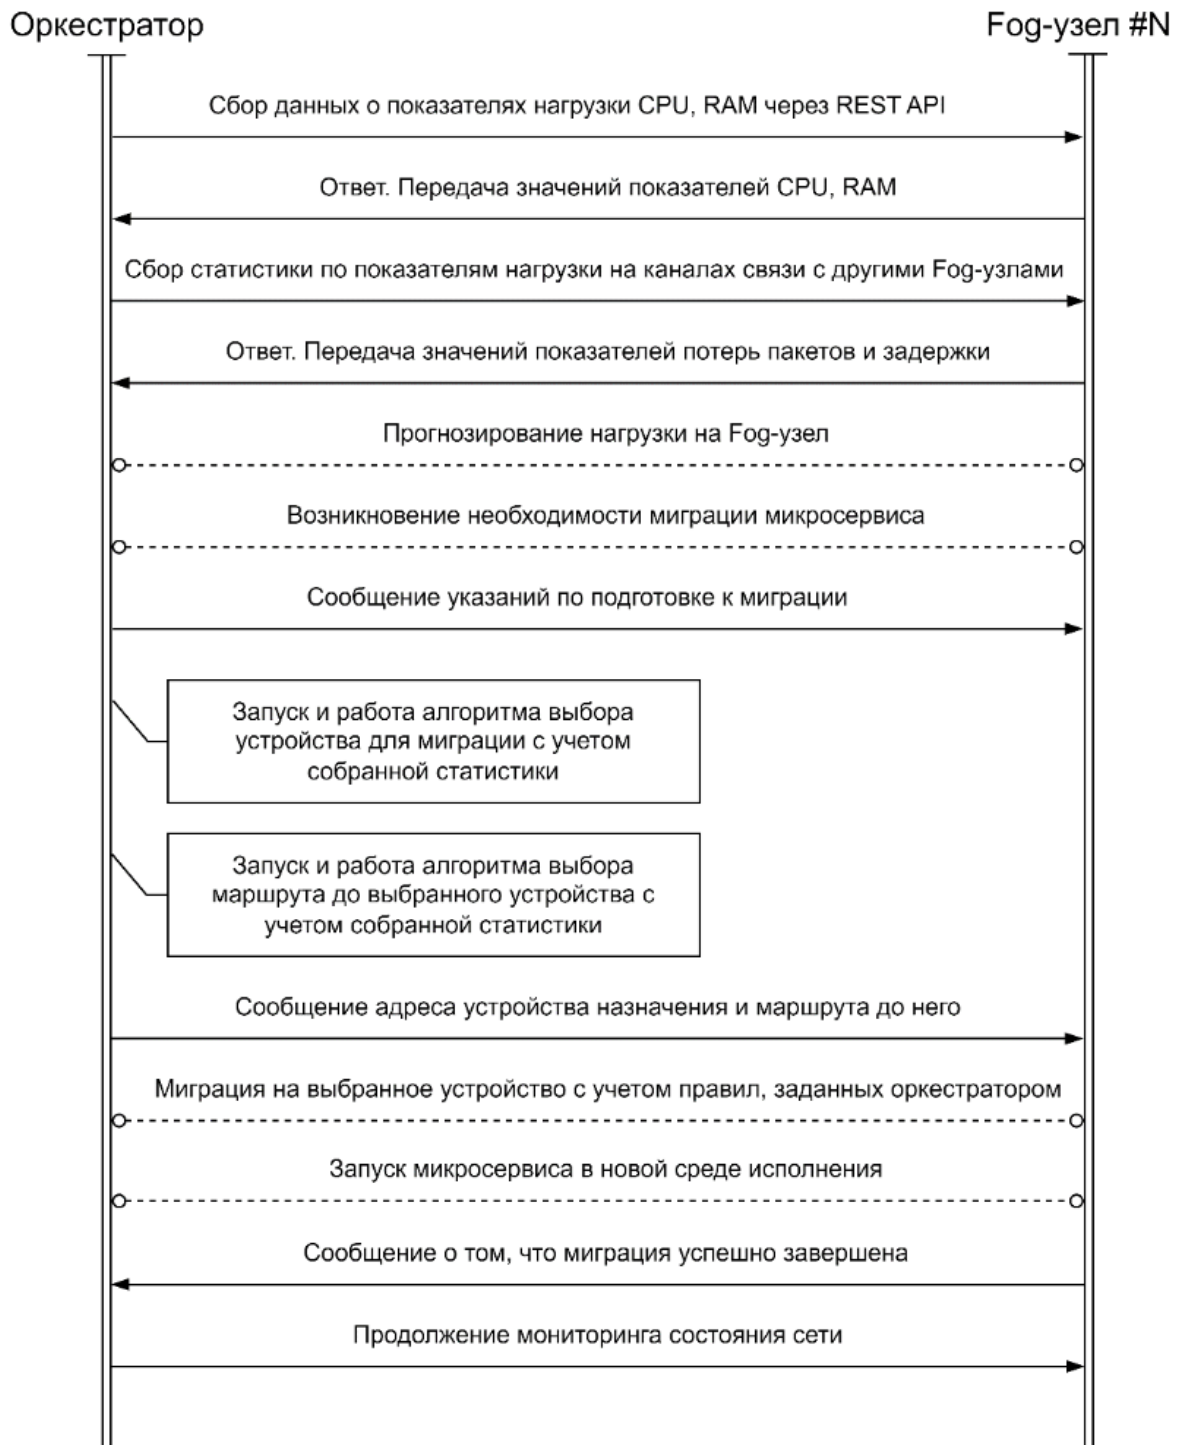 Оркестратор
Fog-узел #N
Сбор данных о показателях нагрузки CPU, RAM через REST API
Ответ. Передача значений показателей CPU, RAM
Сбор статистики по показателям нагрузки на каналах связи с другими Fog-узлами
Ответ. Передача значений показателей потерь пакетов и задержки
Прогнозирование нагрузки на Fog-узел
Возникновение необходимости миграции микросервиса
Сообщение указаний по подготовке к миграции
Запуск и работа алгоритма выбора
устройства для миграции с учетом
собранной статистики
Запуск и работа алгоритма выбора
маршрута до выбранного устройства с
учетом собранной статистики
Сообщение адреса устройства назначения и маршрута до него
Миграция на выбранное устройство с учетом правил, заданных оркестратором
Запуск микросервиса в новой среде исполнения
Сообщение о том, что миграция успешно завершена
Продолжение мониторинга состояния сети